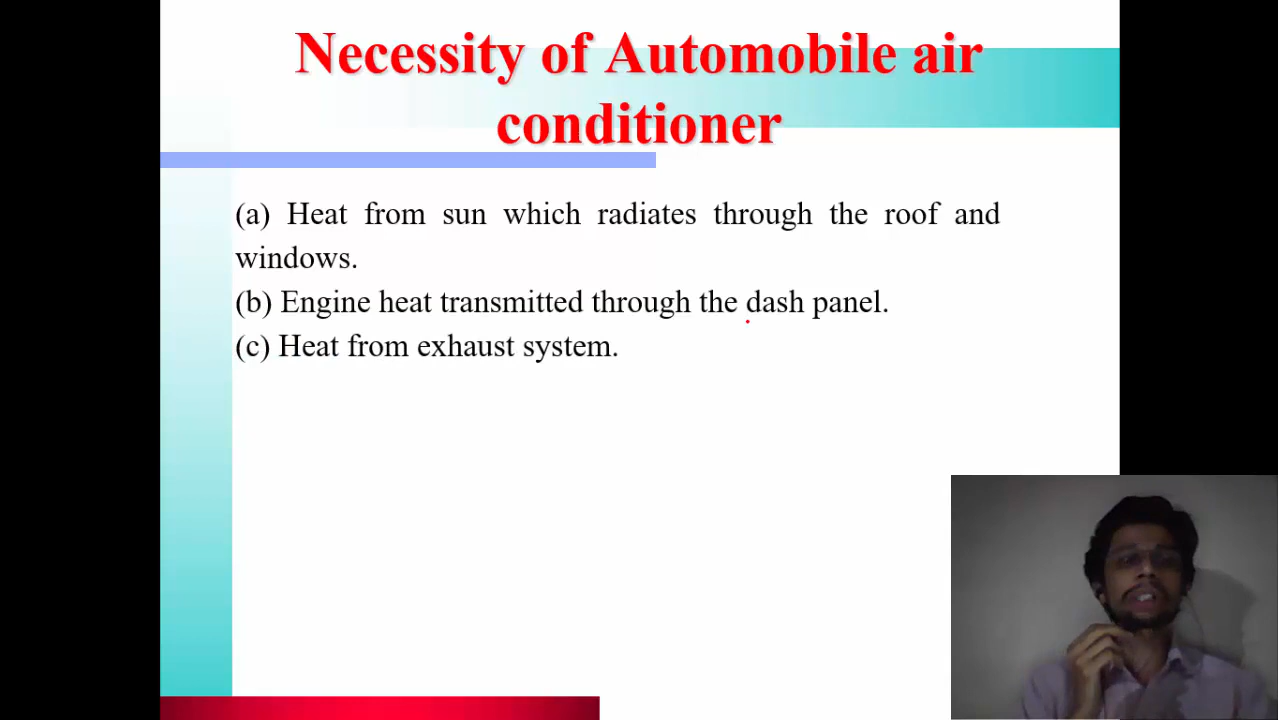 Necessity of Automobile air
conditioner
(a) Heat from sun which radiates through the roof and
windows.
(b) Engine heat transmitted through the dash panel.
(c) Heat from exhaust system.